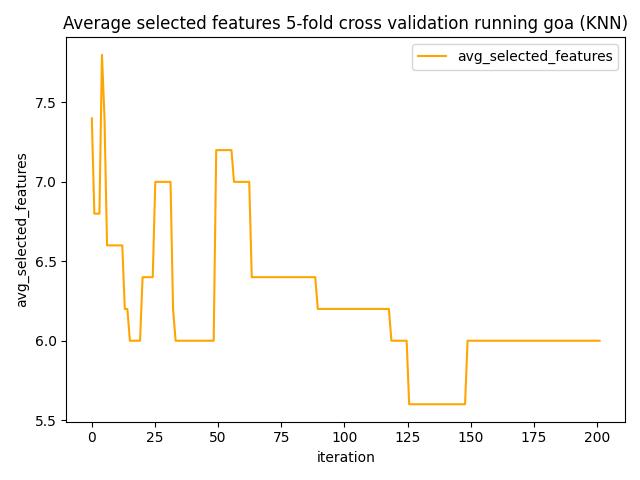 Average selected features 5-fold cross validation running goa (KNN)
avg_selected_features
avg_selected_features
7.5
7.0
6.5
6.0
5.5
0 25 50 75 100 125 150 175 200
iteration